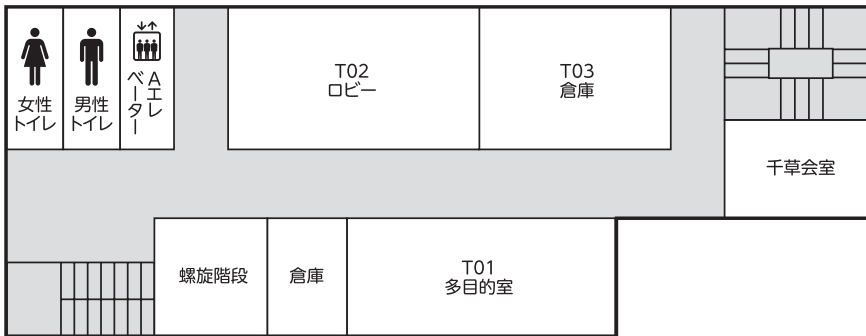 女性
トイレ
男性
トイレ
Aエレ
ベーター
T02
ロビー
T03
倉庫
千草会室
螺旋階段
倉庫
T01
多目的室